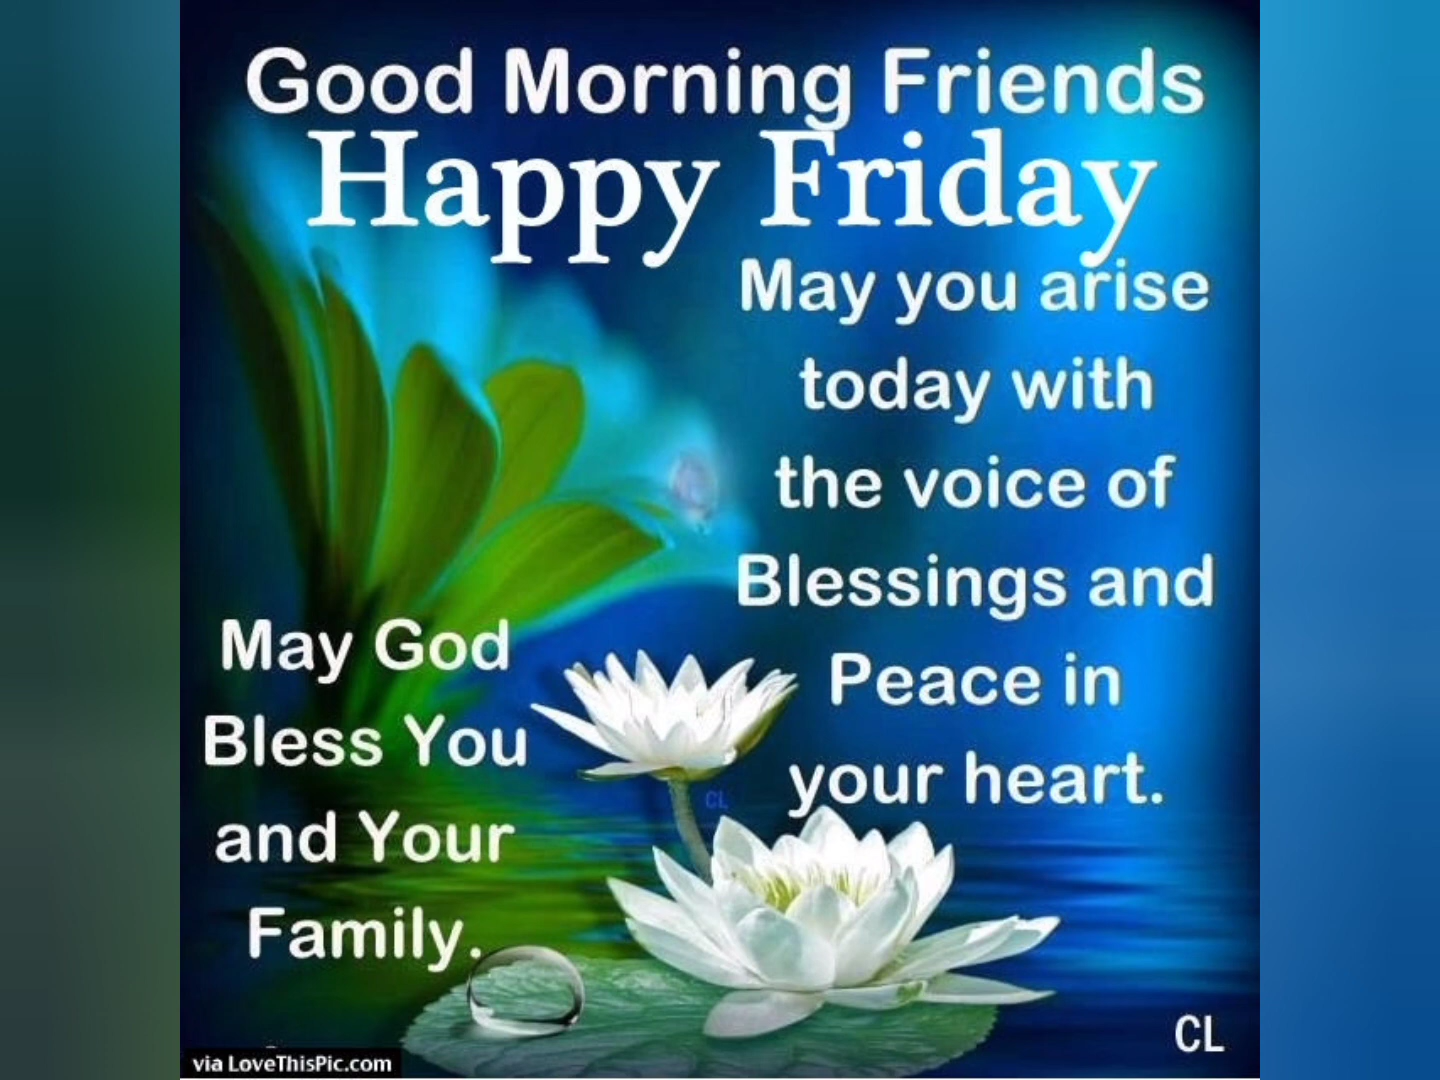 Good Morning Friends
Happy Friday
May you arise
today with
the voice of
Blessings and
Peace in
your heart.
May God
Bless You
and Your
Family.
CL
CL
via LoveThisPic.com